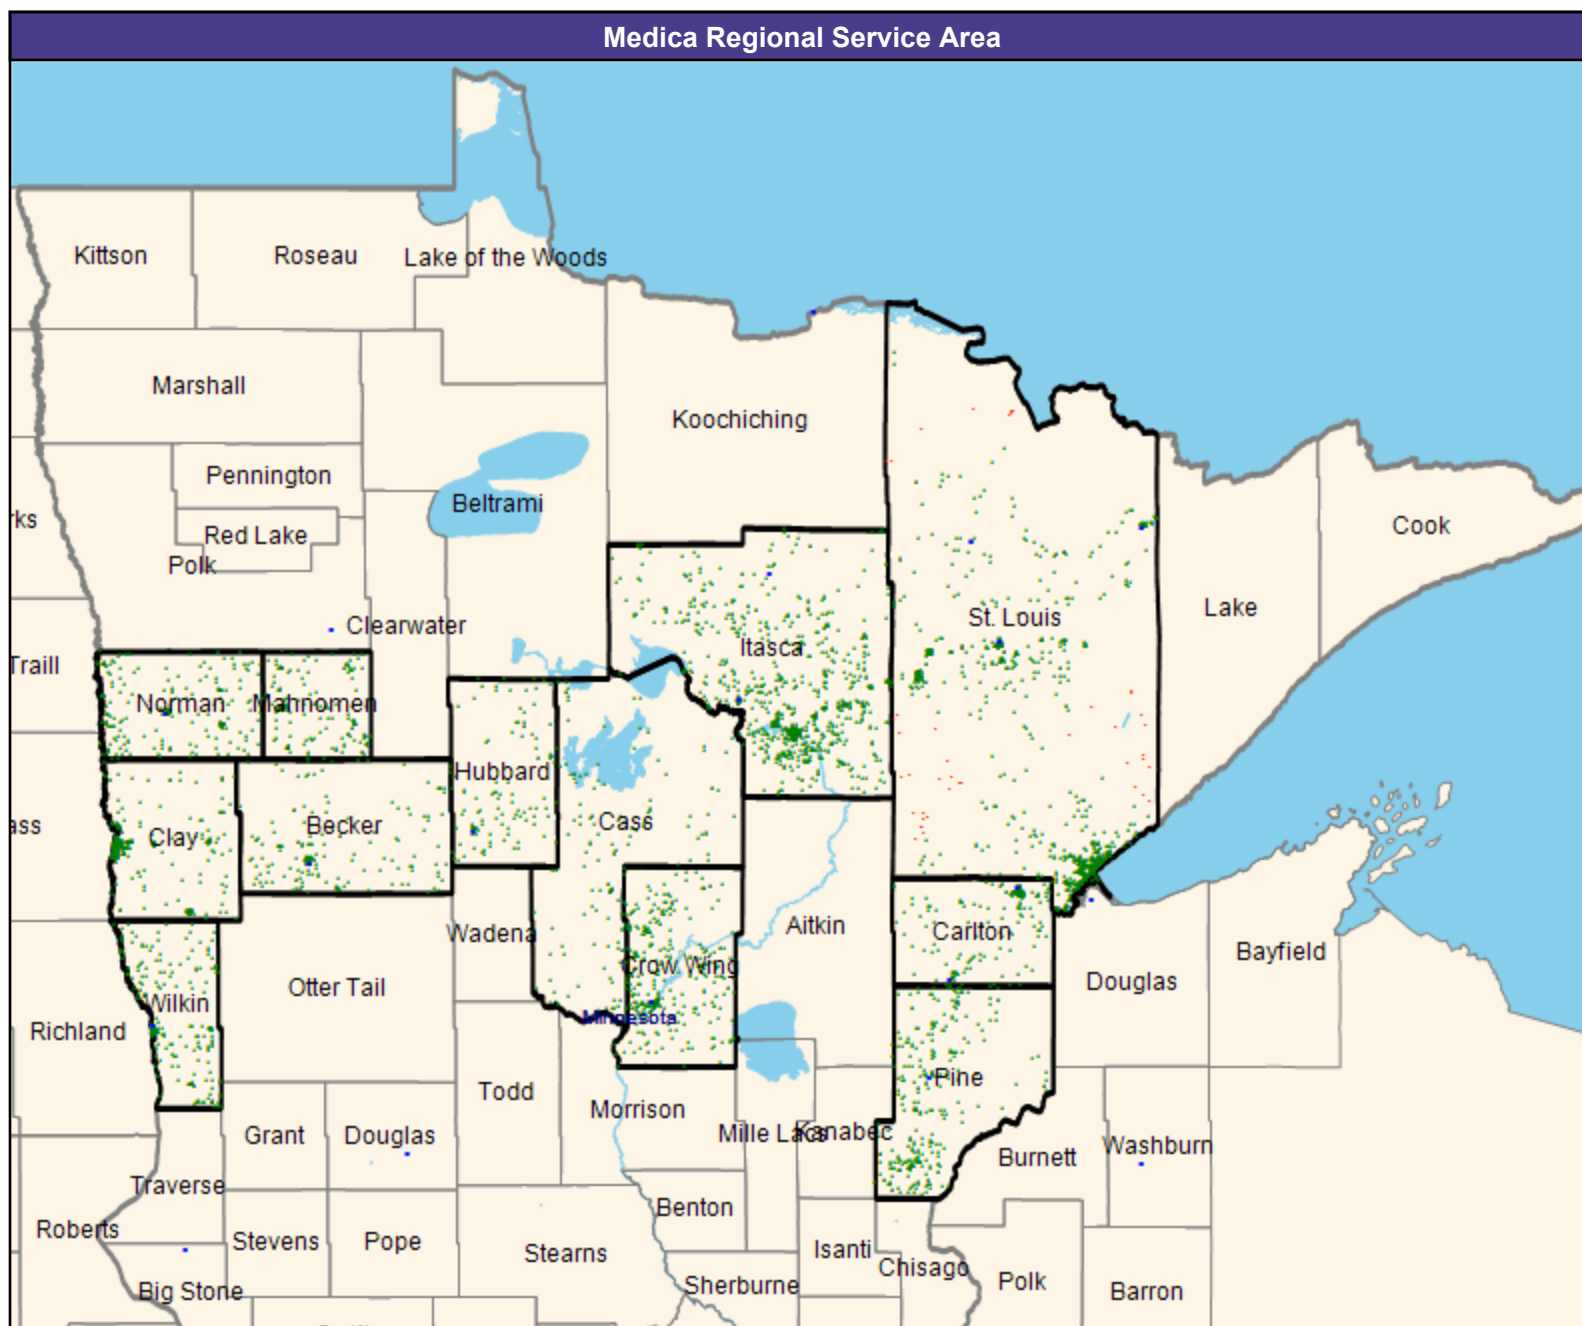 Medica Regional Service Area
Kittson
Roseau
Lake of the Woods
Marshall
Koochiching
Pennington
Beltrami
rks
Red Lake
Cook
Polk
Lake
St. Louis
Clearwater
Itasca
Traill
Norman
Mahnomen
Hubbard
Cass
ass
Clay
Becker
Aitkin
Carlton
Wadena
Bayfield
Crow Wing
Douglas
Otter Tail
Wilkin
Minnesota
Richland
Pine
Todd
Morrison
Mille Lacs
Kanabec
Grant
Douglas
Washburn
Burnett
Traverse
Benton
Roberts
Stevens
Pope
Stearns
Isanti
Chisago
Polk
Sherburne
Big Stone
Barron